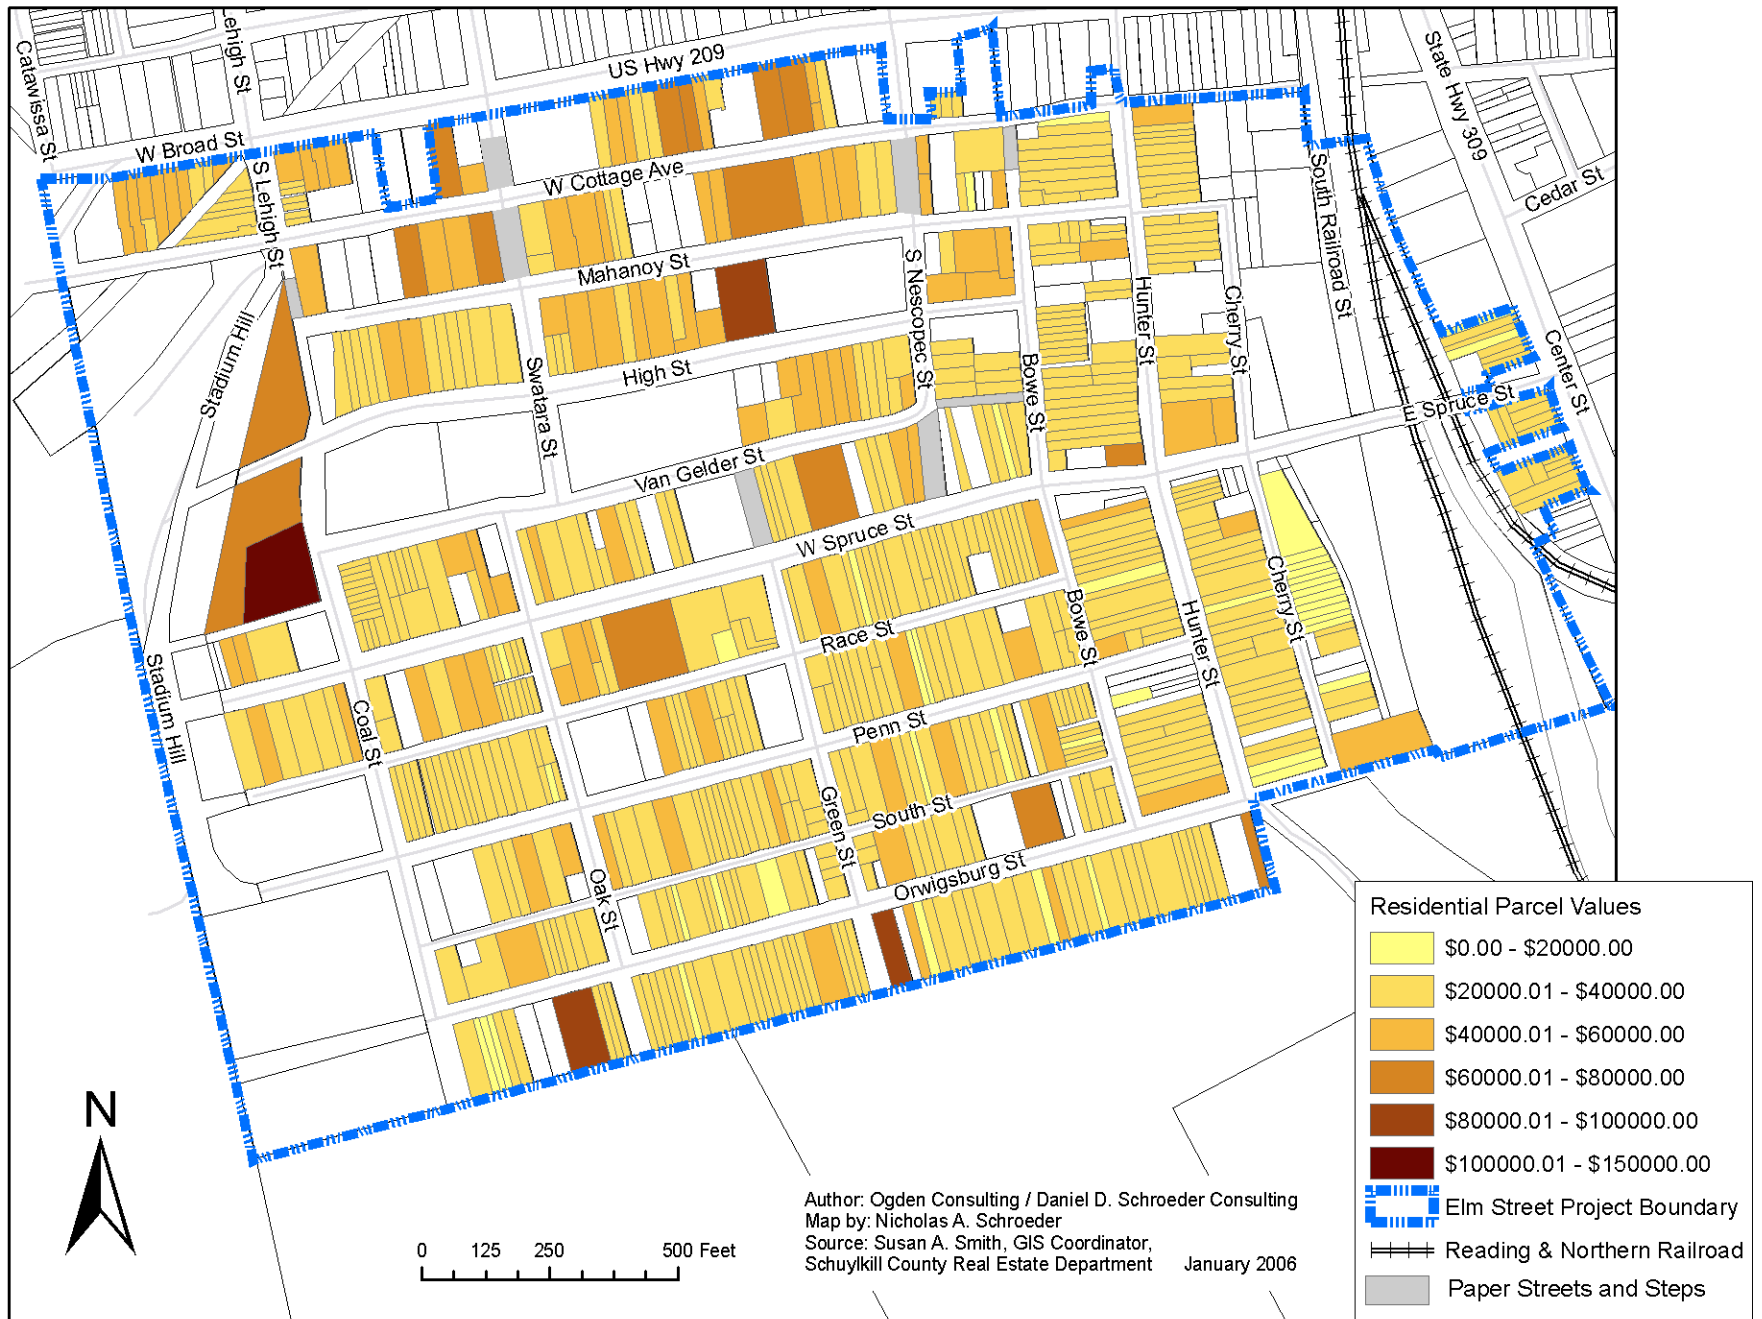 Catawissa St
Lehigh St
US Hwy 209
State Hwy 309
W Broad St
S Lehigh St
W Cottage Ave
South Railroad St
Cedar St
Mahanoy St
S Nescopec St
Hunter St
Cherry St
Stadium Hill
Swatara St
High St
Bowe St
Center St
E Spruce St
Van Gelder St
W Spruce St
Cherry St
Race St
Bowe St
Hunter St
Stadium Hill
Coal St
Penn St
Green St
South St
Oak St
Orwigsburg St
Residential Parcel Values
$0.00 - $20000.00
$20000.01 - $40000.00
$40000.01 - $60000.00
$60000.01 - $80000.00
$80000.01 - $100000.00
$100000.01 - $150000.00
Elm Street Project Boundary
Reading & Northern Railroad
Paper Streets and Steps
N
0 125 250 500 Feet
Author: Ogden Consulting / Daniel D. Schroeder Consulting
Map by: Nicholas A. Schroeder
Source: Susan A. Smith, GIS Coordinator,
Schuylkill County Real Estate Department January 2006